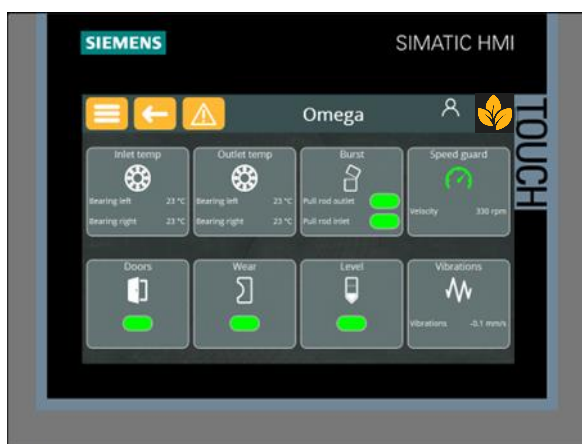 SIEMENS
SIMATIC HMI
TOUCH
Omega
Inlet temp
Bearing left 23 °C
Bearing right 23 °C
Outlet temp
Bearing left 23 °C
Bearing right 23 °C
Burst
Pull rod outlet
Pull rod inlet
Speed guard
Velocity 330 rpm
Doors
Wear
Level
Vibrations
Vibrations -0.1 mm/s